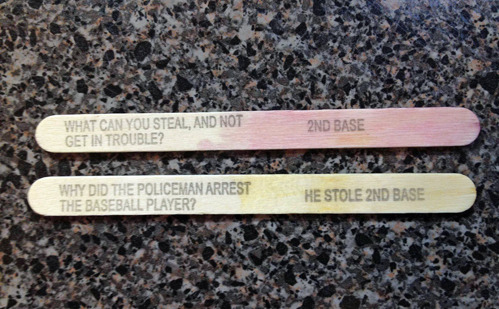 WHAT CAN YOU STEAL, AND NOT
GET IN TROUBLE?
2ND BASE
WHY DID THE POLICEMAN ARREST
THE BASEBALL PLAYER?
HE STOLE 2ND BASE